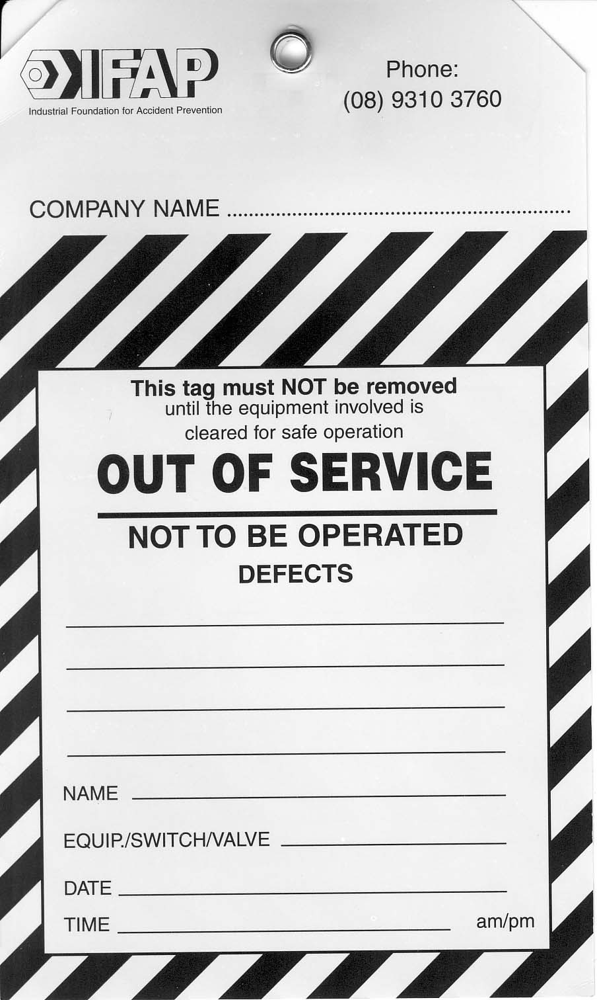 IFAP
Industrial Foundation for Accident Prevention
Phone:
(08) 9310 3760
COMPANY NAME ................................................................
This tag must NOT be removed
until the equipment involved is
cleared for safe operation
OUT OF SERVICE
NOT TO BE OPERATED
DEFECTS
NAME
EQUIP./SWITCH/VALVE
DATE
TIME am/pm